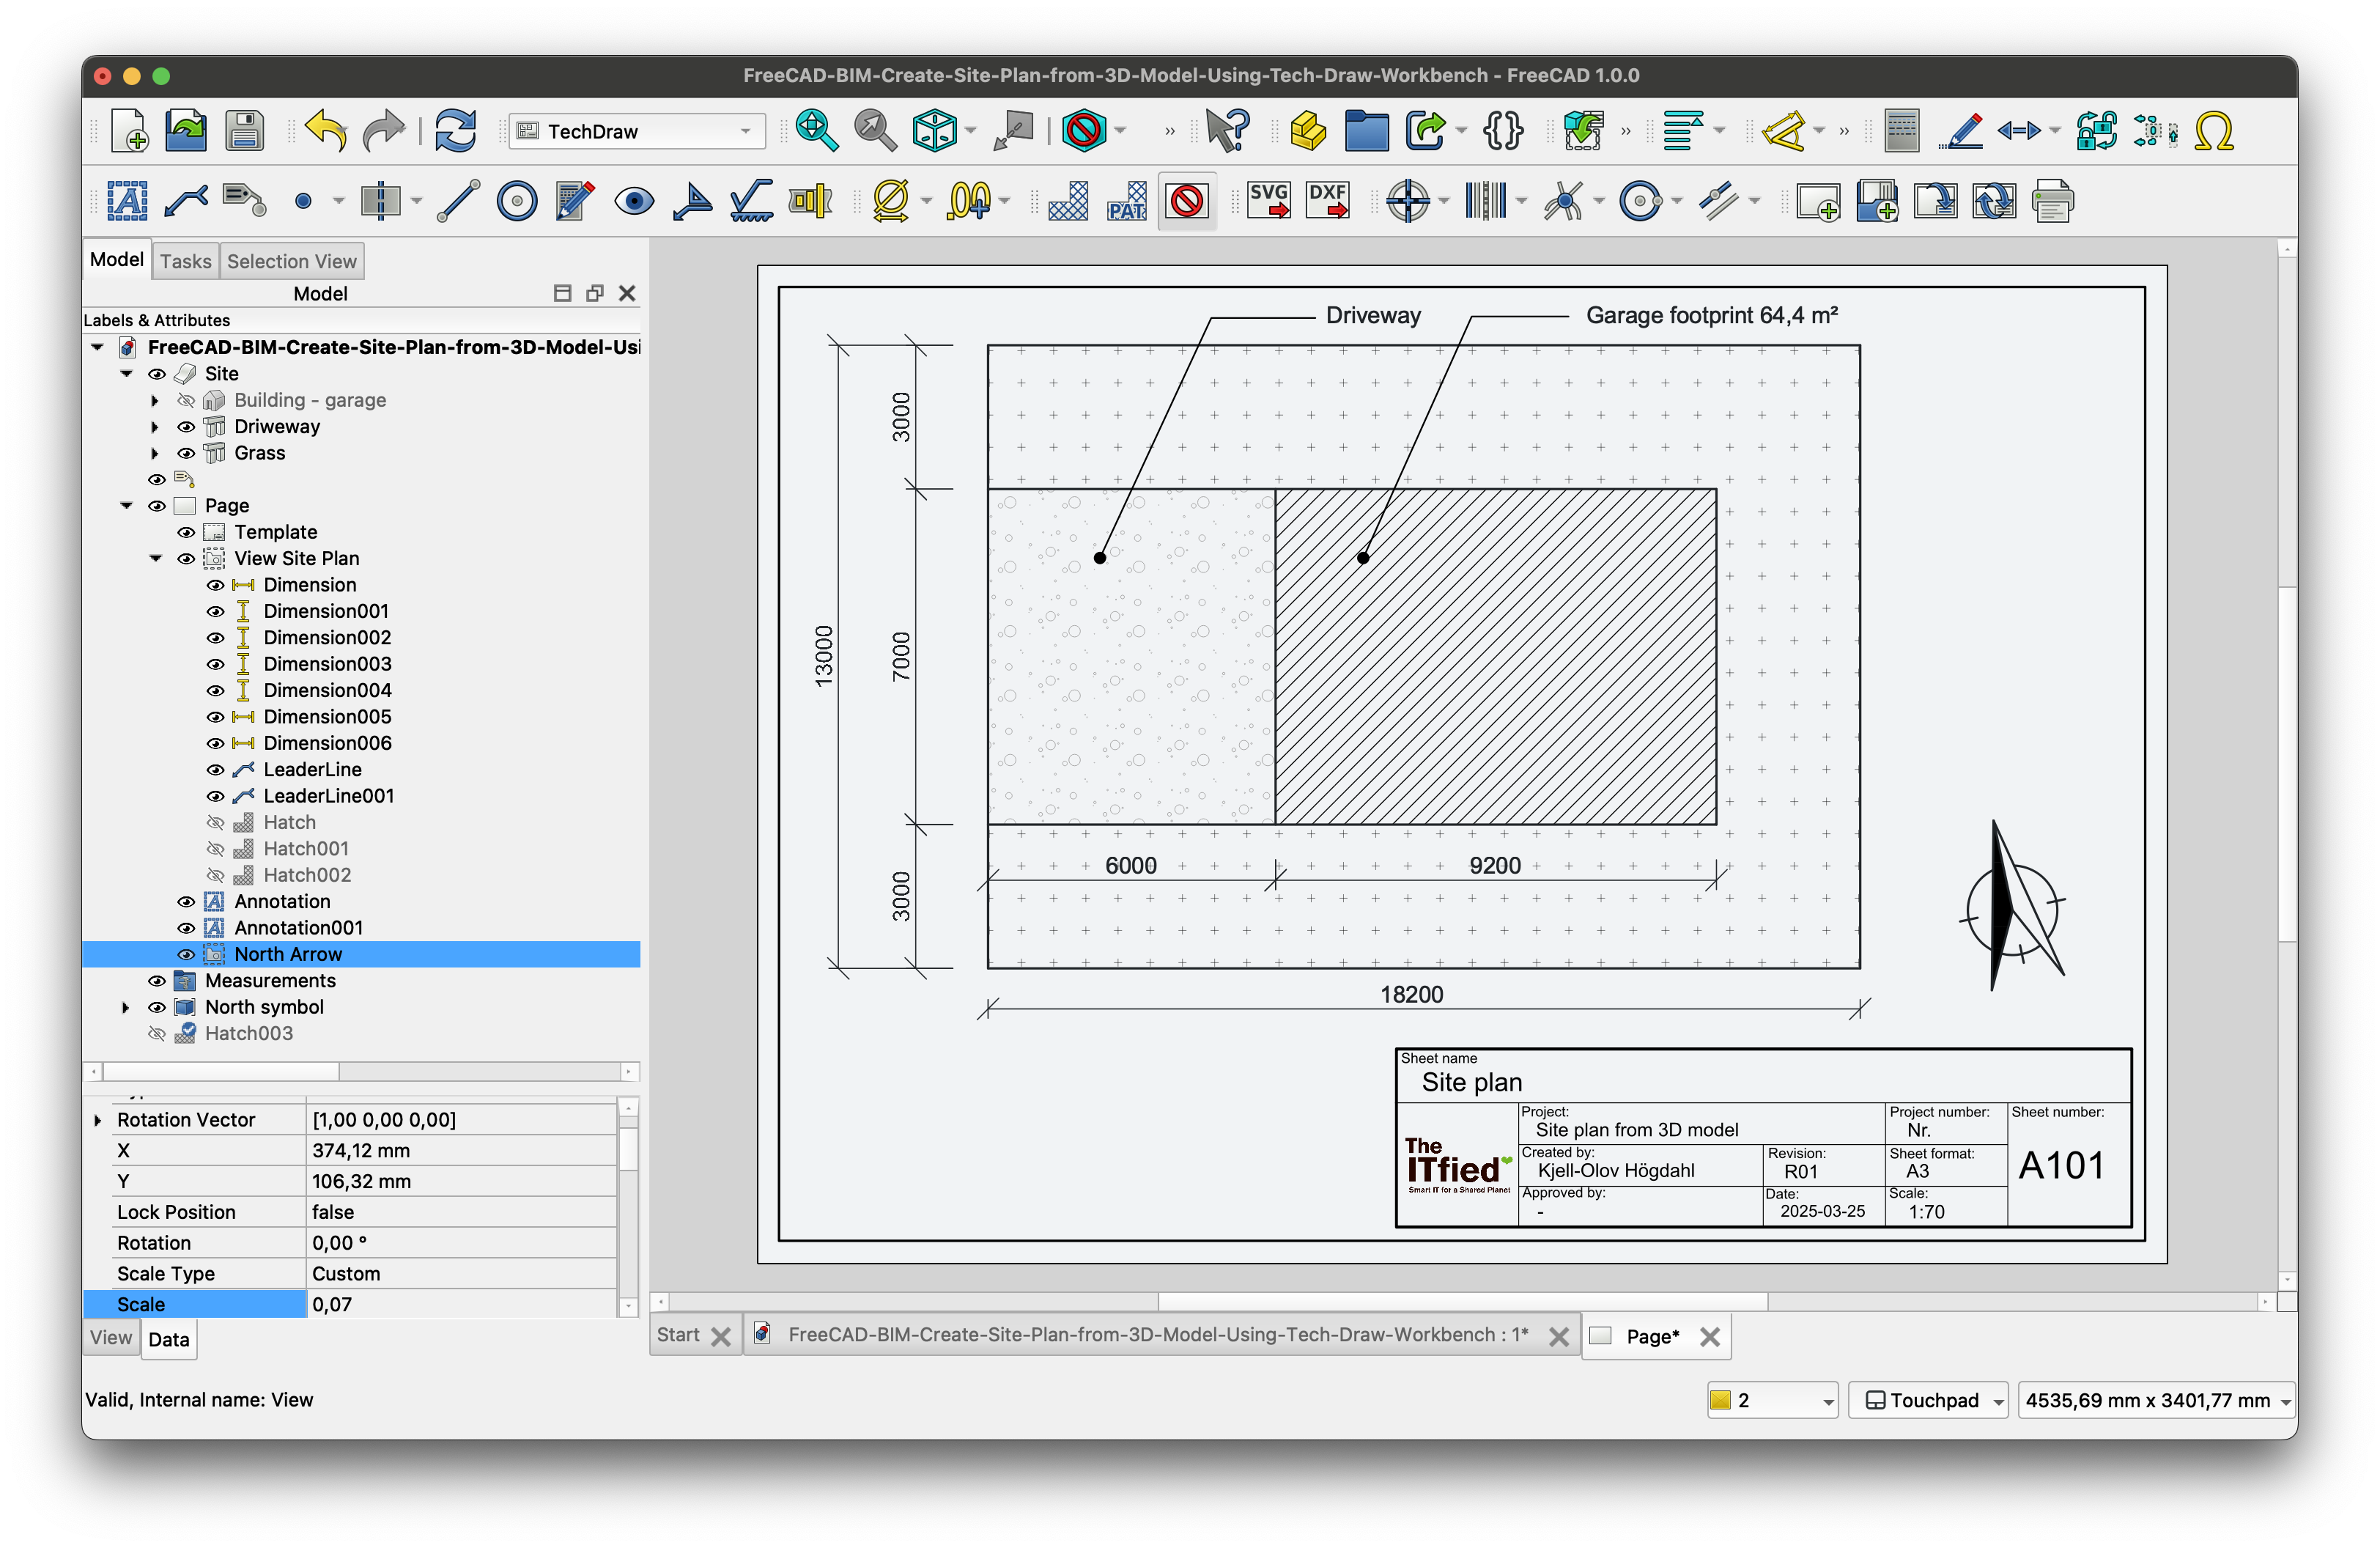 FreeCAD-BIM-Create-Site-Plan-from-3D-Model-Using-Tech-Draw-Workbench - FreeCAD 1.0.0
TechDraw
PAT
SVG
DXF
Model
Tasks
Selection View
Model
Labels & Attributes
FreeCAD-BIM-Create-Site-Plan-from-3D-Model-Usi
Site
Building - garage
Driweway
Grass
Page
Template
View Site Plan
Dimension
Dimension001
Dimension002
Dimension003
Dimension004
Dimension005
Dimension006
LeaderLine
LeaderLine001
Hatch
Hatch001
Hatch002
Annotation
Annotation001
North Arrow
Measurements
North symbol
Hatch003
Rotation Vector [1,00 0,00 0,00]
X 374,12 mm
Y 106,32 mm
Lock Position false
Rotation 0,00 °
Scale Type Custom
Scale 0,07
View
Data
Driveway
Garage footprint 64,4 m²
3000
7000
13000
3000
6000
9200
18200
Sheet name
Site plan
Project:
Site plan from 3D model
Project number:
Nr.
Sheet number:
A101
Created by:
Kjell-Olov Högdahl
Revision:
R01
Sheet format:
A3
Approved by:
-
Date:
2025-03-25
Scale:
1:70
The
ITfied
Smart IT for a Shared Planet
Start
FreeCAD-BIM-Create-Site-Plan-from-3D-Model-Using-Tech-Draw-Workbench : 1*
Page*
Valid, Internal name: View
2
Touchpad
4535,69 mm x 3401,77 mm